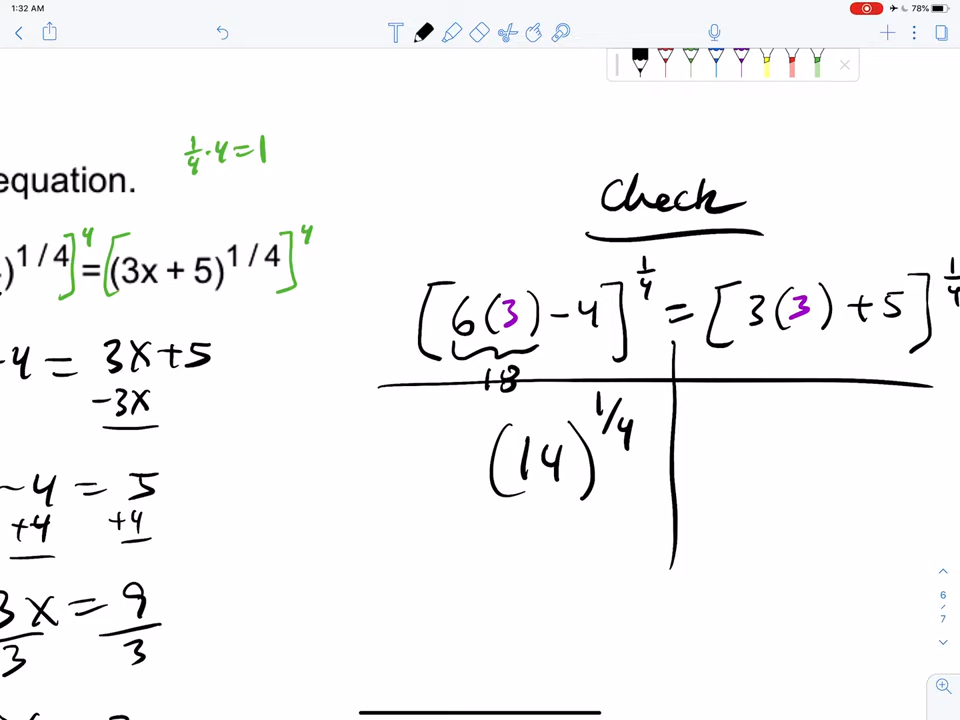 1:32 AM
78%
1/4 · 4 = 1
equation.
)^1/4]^4 = [(3x + 5)^1/4]^4
-4 = 3x+5
-3x
-4 = 5
+4 +4
3x = 9
3 3
Check
[6(3)-4]^1/4 = [3(3)+5]^1/4
18
(14)^1/4
6
/
7